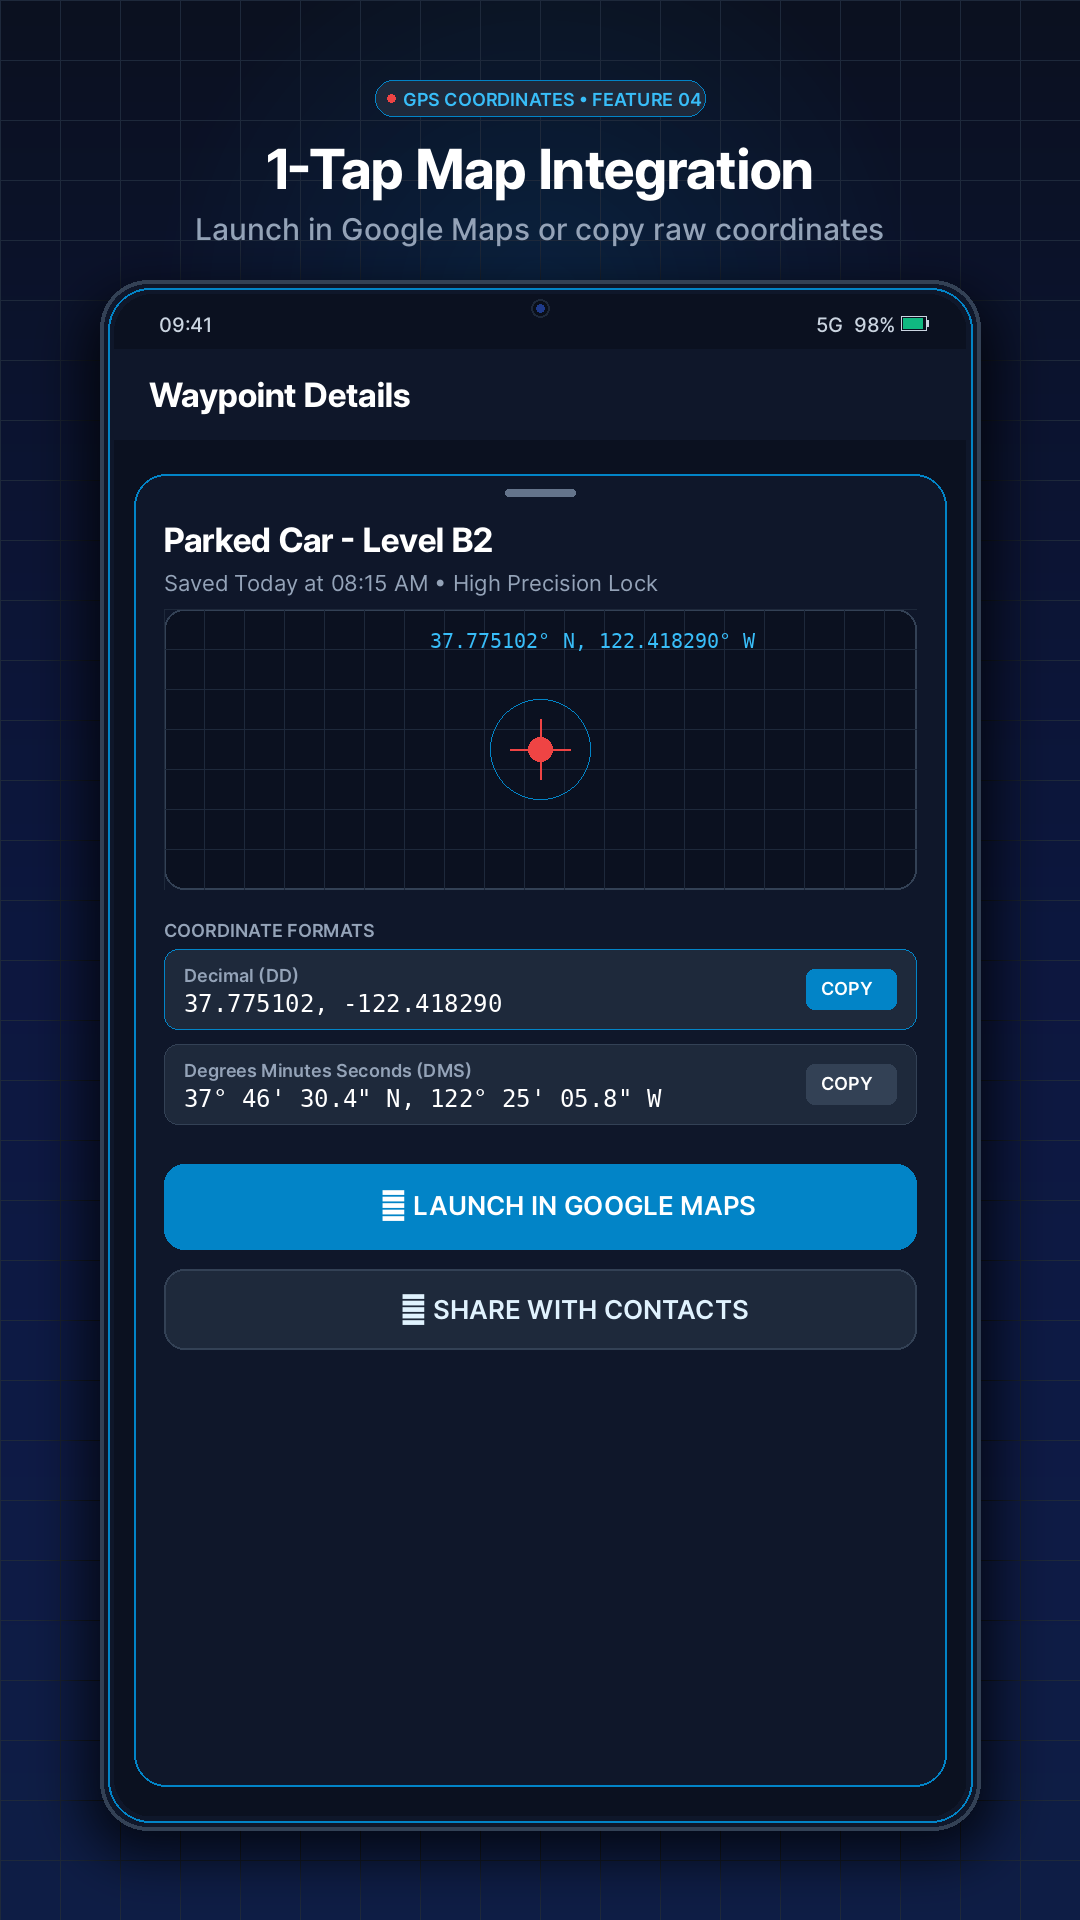 GPS COORDINATES • FEATURE 04
1-Tap Map Integration
Launch in Google Maps or copy raw coordinates
09:41
5G 98%
Waypoint Details
Parked Car - Level B2
Saved Today at 08:15 AM • High Precision Lock
37.775102° N, 122.418290° W
COORDINATE FORMATS
Decimal (DD)
37.775102, -122.418290
COPY
Degrees Minutes Seconds (DMS)
37° 46' 30.4" N, 122° 25' 05.8" W
COPY
LAUNCH IN GOOGLE MAPS
SHARE WITH CONTACTS